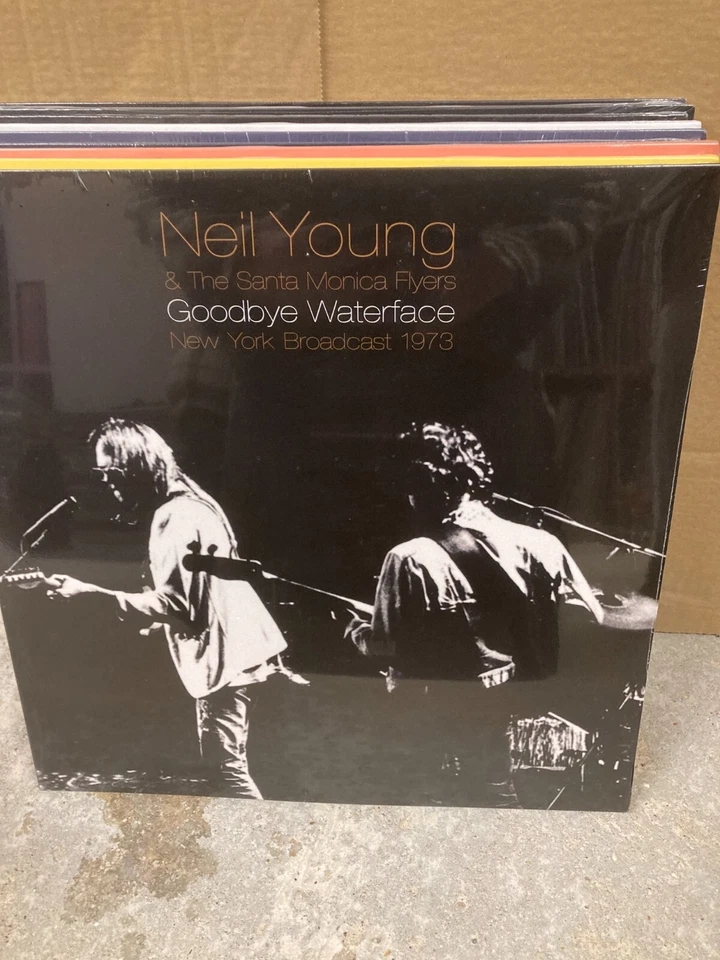 Neil Young
& The Santa Monica Flyers
Goodbye Waterface
New York Broadcast 1973